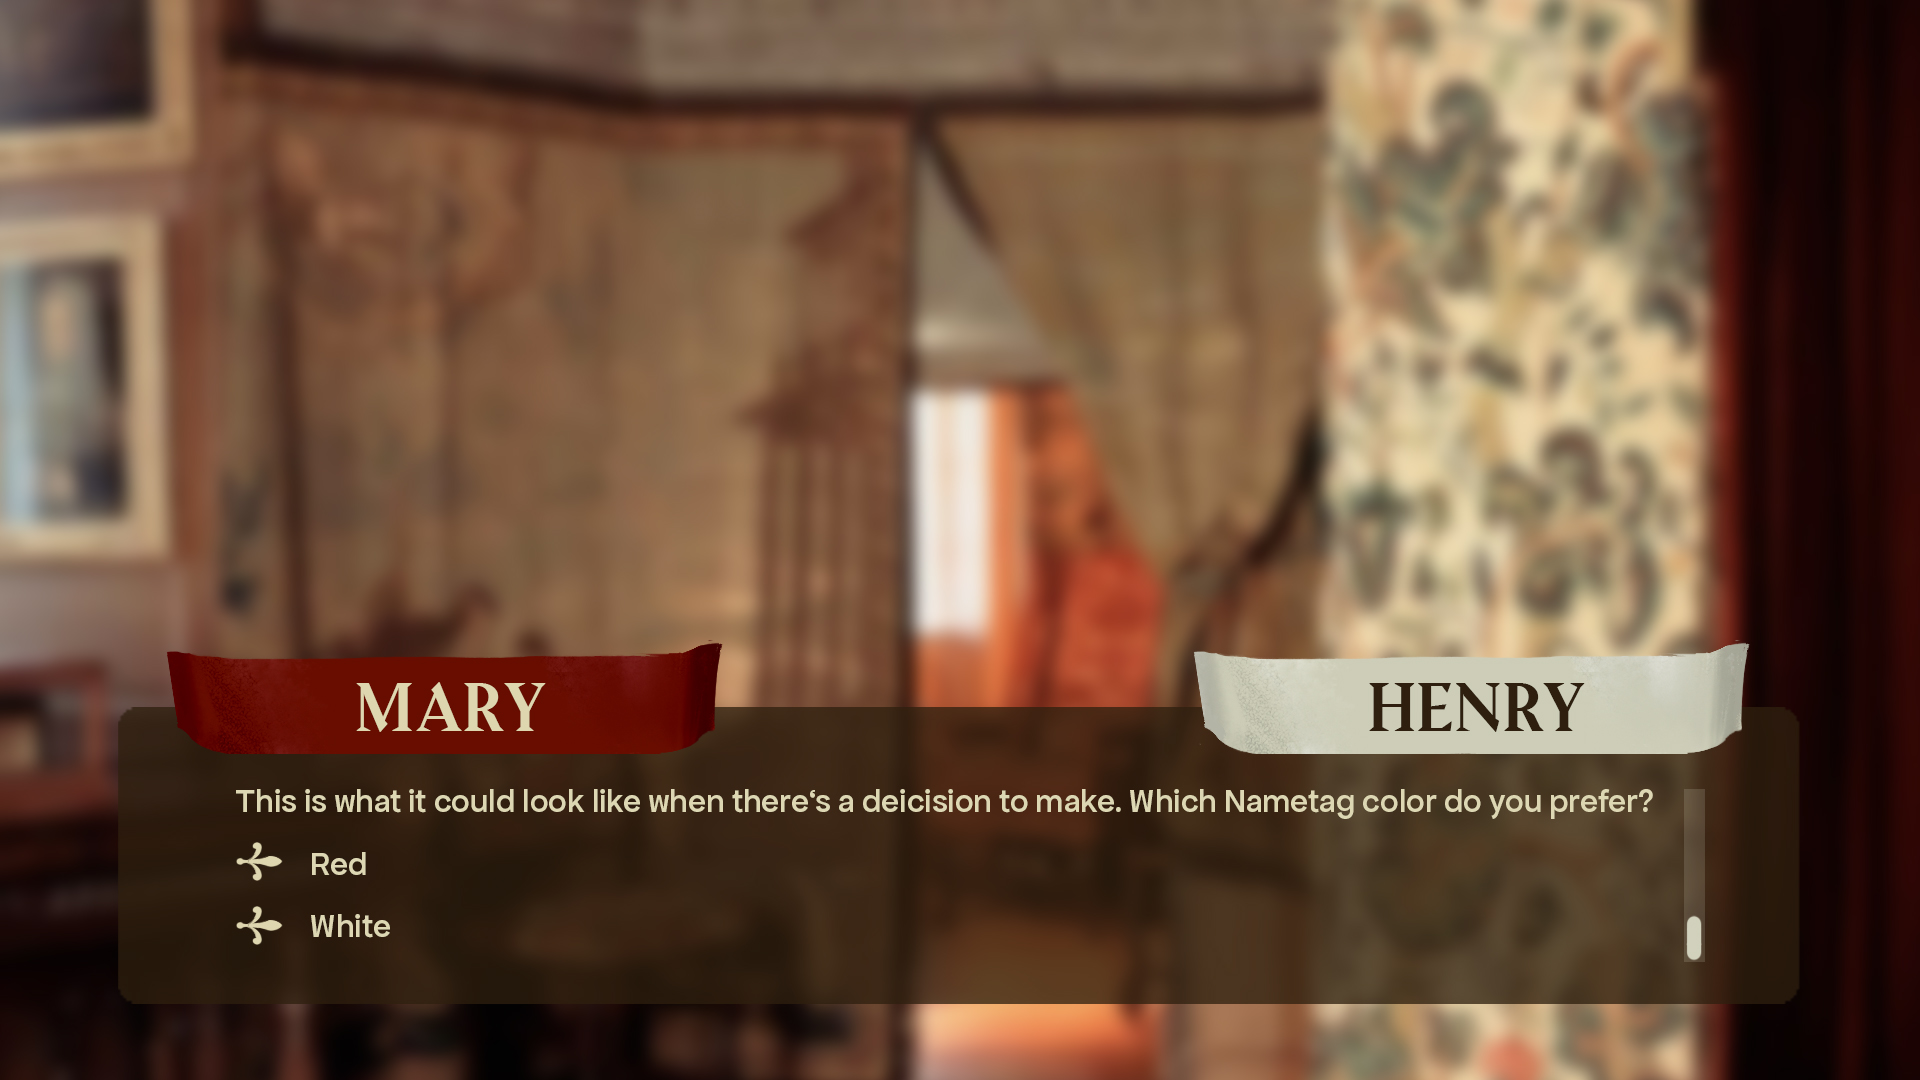 MARY
HENRY
This is what it could look like when there‘s a deicision to make. Which Nametag color do you prefer?
Red
White